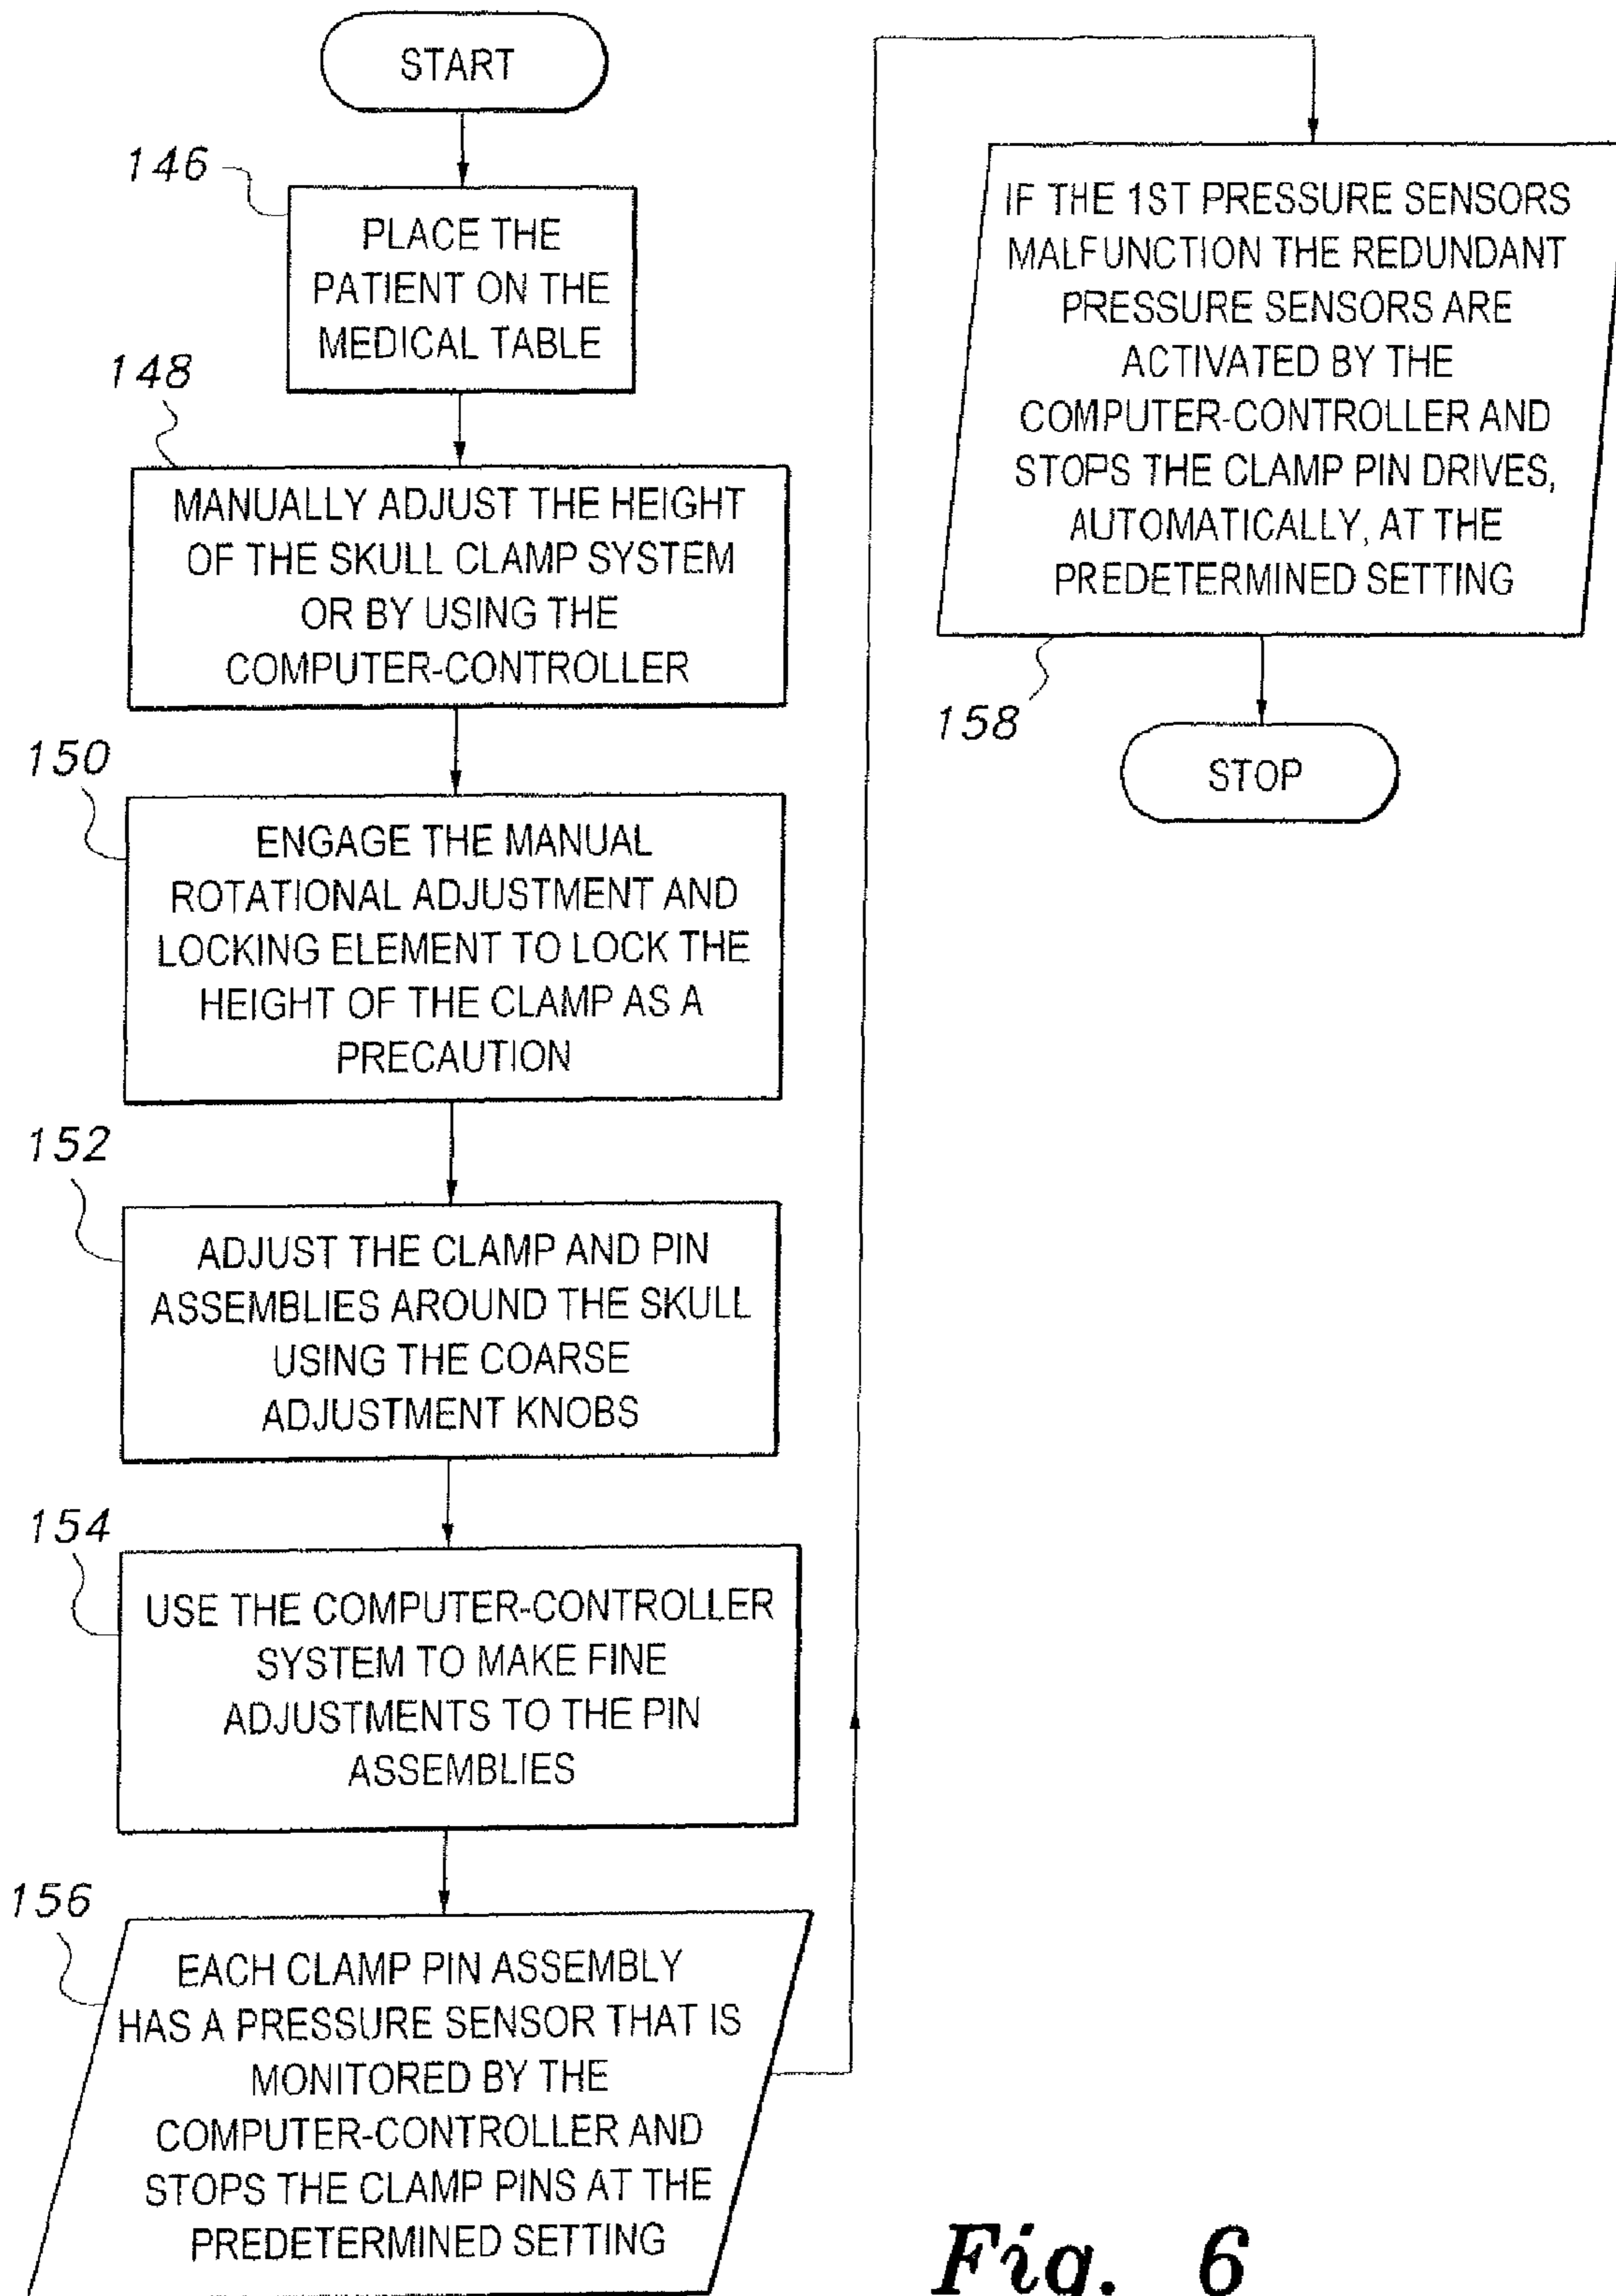 START
146
PLACE THE
PATIENT ON THE
MEDICAL TABLE
148
MANUALLY ADJUST THE HEIGHT
OF THE SKULL CLAMP SYSTEM
OR BY USING THE
COMPUTER-CONTROLLER
150
ENGAGE THE MANUAL
ROTATIONAL ADJUSTMENT AND
LOCKING ELEMENT TO LOCK THE
HEIGHT OF THE CLAMP AS A
PRECAUTION
152
ADJUST THE CLAMP AND PIN
ASSEMBLIES AROUND THE SKULL
USING THE COARSE
ADJUSTMENT KNOBS
154
USE THE COMPUTER-CONTROLLER
SYSTEM TO MAKE FINE
ADJUSTMENTS TO THE PIN
ASSEMBLIES
156
EACH CLAMP PIN ASSEMBLY
HAS A PRESSURE SENSOR THAT IS
MONITORED BY THE
COMPUTER-CONTROLLER AND
STOPS THE CLAMP PINS AT THE
PREDETERMINED SETTING
IF THE 1ST PRESSURE SENSORS
MALFUNCTION THE REDUNDANT
PRESSURE SENSORS ARE
ACTIVATED BY THE
COMPUTER-CONTROLLER AND
STOPS THE CLAMP PIN DRIVES,
AUTOMATICALLY, AT THE
PREDETERMINED SETTING
158
STOP
Fig. 6